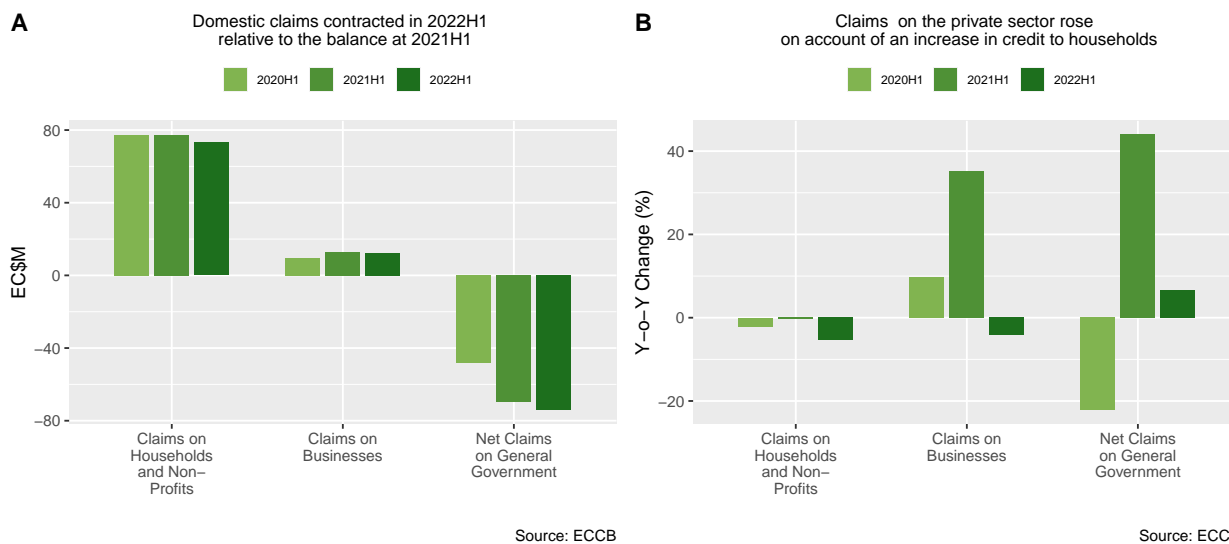 A
Domestic claims contracted in 2022H1
relative to the balance at 2021H1
2020H1 2021H1 2022H1
EC$M
80
40
0
−40
−80
Claims on
Households
and Non−
Profits
Claims on
Businesses
Net Claims
on General
Government
Source: ECCB
B
Claims on the private sector rose
on account of an increase in credit to households
2020H1 2021H1 2022H1
Y−o−Y Change (%)
40
20
0
−20
Claims on
Households
and Non−
Profits
Claims on
Businesses
Net Claims
on General
Government
Source: ECC